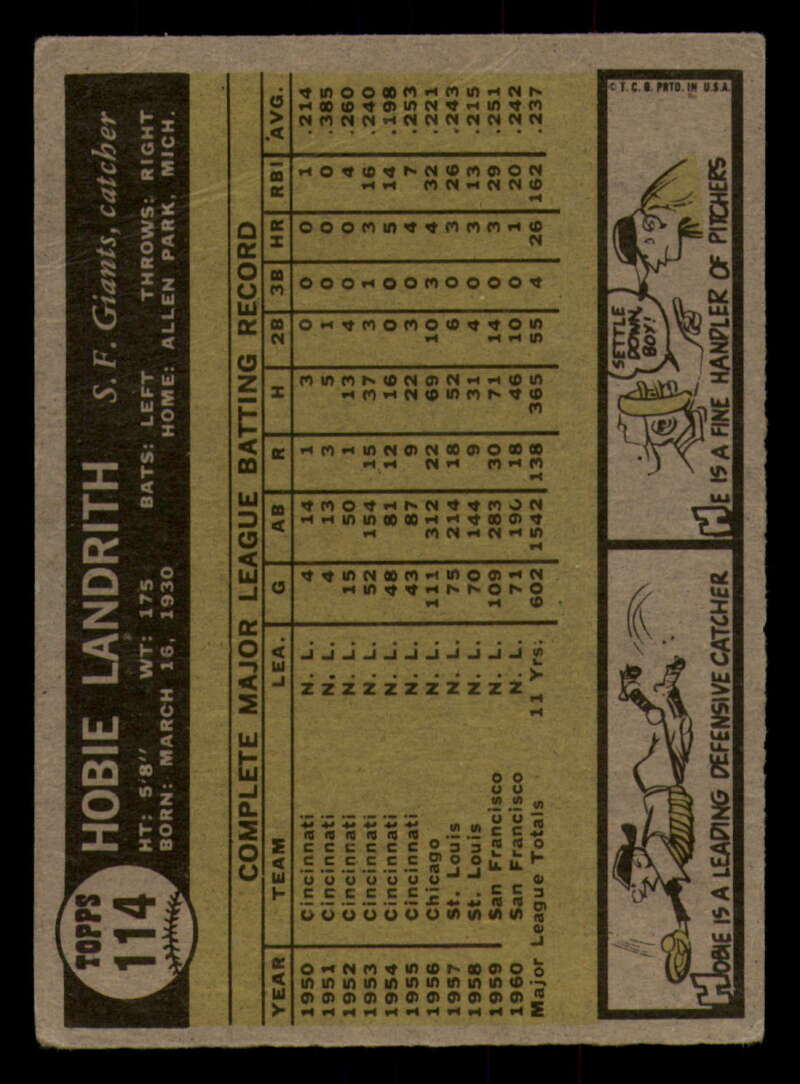 TOPPS
114
HOBIE LANDRITH S. F. Giants, catcher
HT: 5'8" WT: 175 BATS: LEFT THROWS: RIGHT
BORN: MARCH 16, 1930 HOME: ALLEN PARK, MICH.
COMPLETE MAJOR LEAGUE BATTING RECORD
YEAR TEAM LEA. G AB R H 2B 3B HR RBI AVG.
1950 Cincinnati N. L. 4 14 1 3 0 0 0 1 .214
1951 Cincinnati N. L. 4 13 3 5 1 0 0 0 .385
1952 Cincinnati N. L. 15 50 1 13 4 0 0 4 .260
1953 Cincinnati N. L. 52 154 15 37 3 1 3 16 .240
1954 Cincinnati N. L. 48 81 12 16 0 0 5 14 .198
1955 Cincinnati N. L. 43 87 9 22 3 0 4 7 .253
1956 Chicago N. L. 111 312 22 69 10 3 4 32 .221
1957 St. Louis N. L. 75 214 18 52 6 0 3 26 .243
1958 St. Louis N. L. 70 144 9 31 4 0 3 13 .215
1959 San Francisco N. L. 109 283 30 71 14 0 3 29 .251
1960 San Francisco N. L. 71 190 18 46 10 0 1 20 .242
Major League Totals 11 Yrs. 602 1542 138 365 55 4 26 162 .237
HOBIE IS A LEADING DEFENSIVE CATCHER
SETTLE
DOWN,
BOY!
HE IS A FINE HANDLER OF PITCHERS
© T. C. G. PRTD. IN U.S.A.